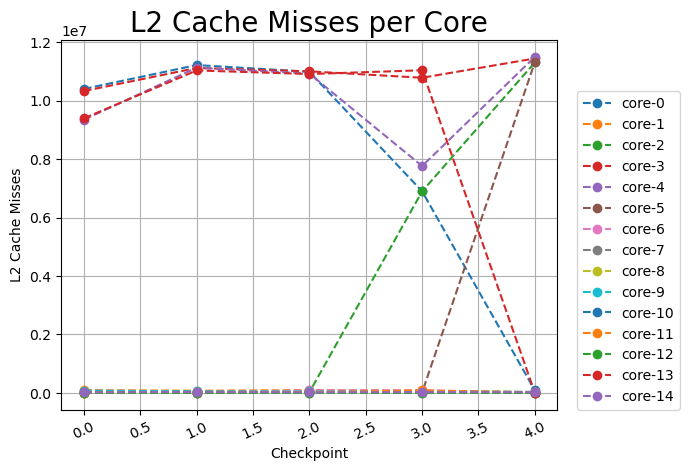 L2 Cache Misses per Core
1e7
1.2
1.0
0.8
0.6
0.4
0.2
0.0
L2 Cache Misses
0.0 0.5 1.0 1.5 2.0 2.5 3.0 3.5 4.0
Checkpoint
core-0
core-1
core-2
core-3
core-4
core-5
core-6
core-7
core-8
core-9
core-10
core-11
core-12
core-13
core-14